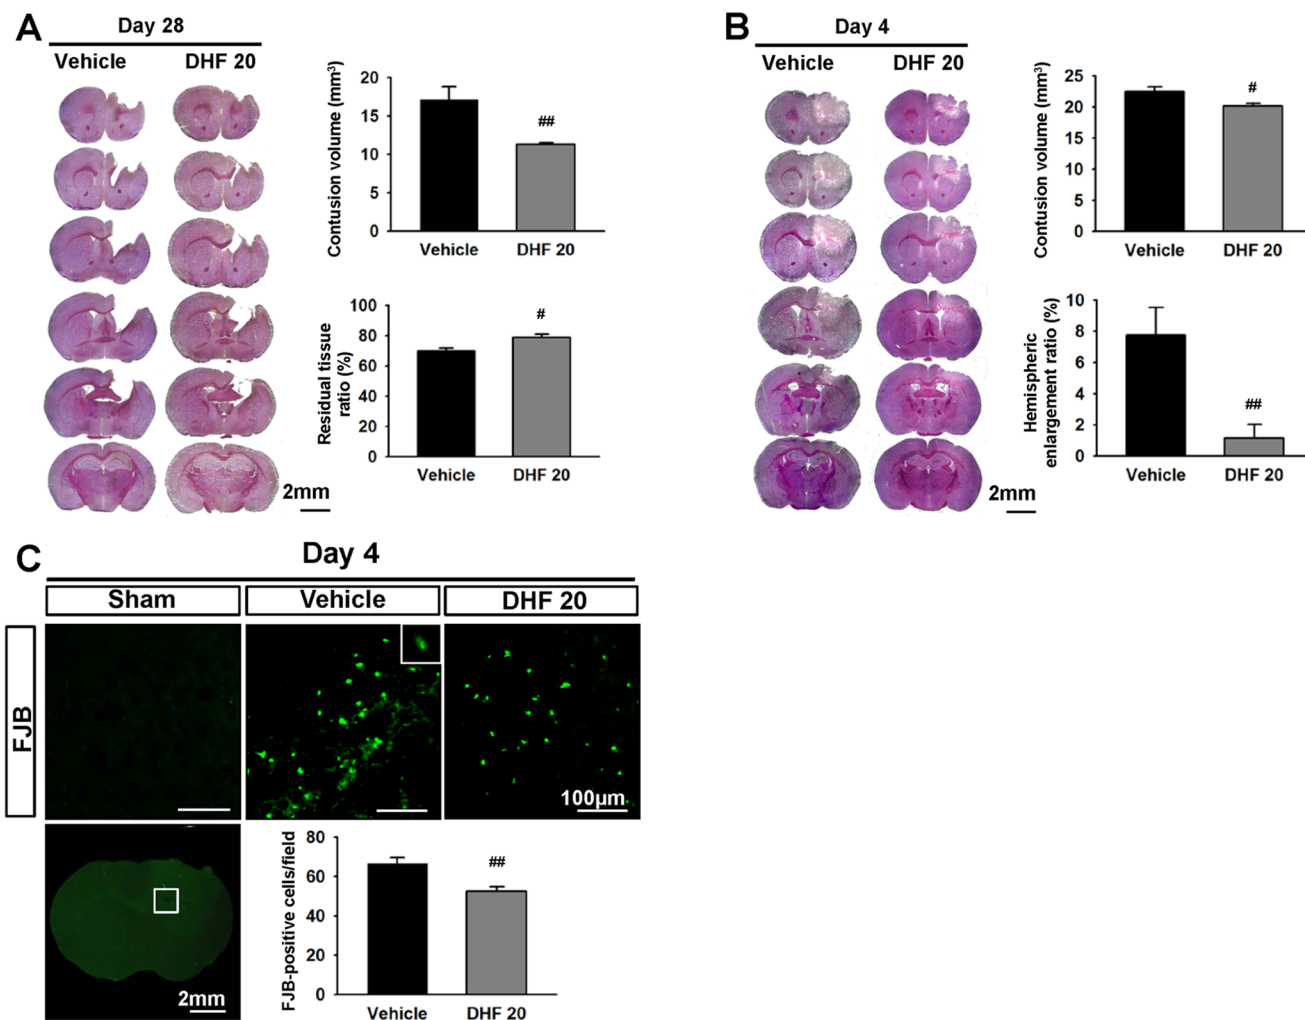 A
Day 28
Vehicle
DHF 20
2mm
Contusion volume (mm³)
20
15
10
5
0
##
Vehicle
DHF 20
Residual tissue
ratio (%)
100
80
60
40
20
0
#
Vehicle
DHF 20
B
Day 4
Vehicle
DHF 20
2mm
Contusion volume (mm³)
25
20
15
10
5
0
#
Vehicle
DHF 20
Hemispheric
enlargement ratio (%)
10
8
6
4
2
0
##
Vehicle
DHF 20
C
Day 4
Sham
Vehicle
DHF 20
FJB
100μm
2mm
FJB-positive cells/field
80
60
40
20
0
##
Vehicle
DHF 20